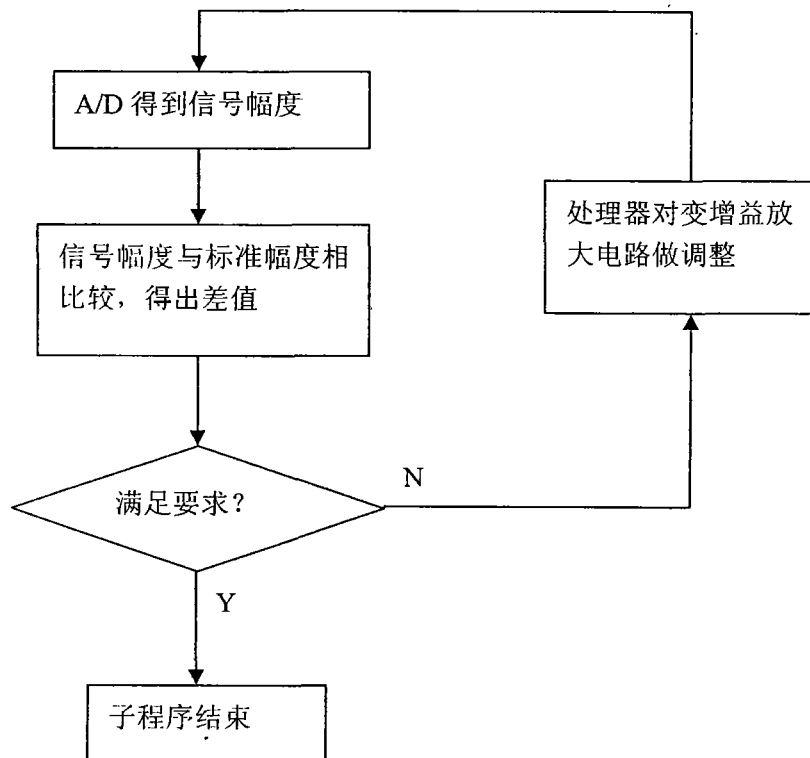 A/D 得到信号幅度
信号幅度与标准幅度相
比较，得出差值
处理器对变增益放
大电路做调整
满足要求？
N
Y
子程序结束